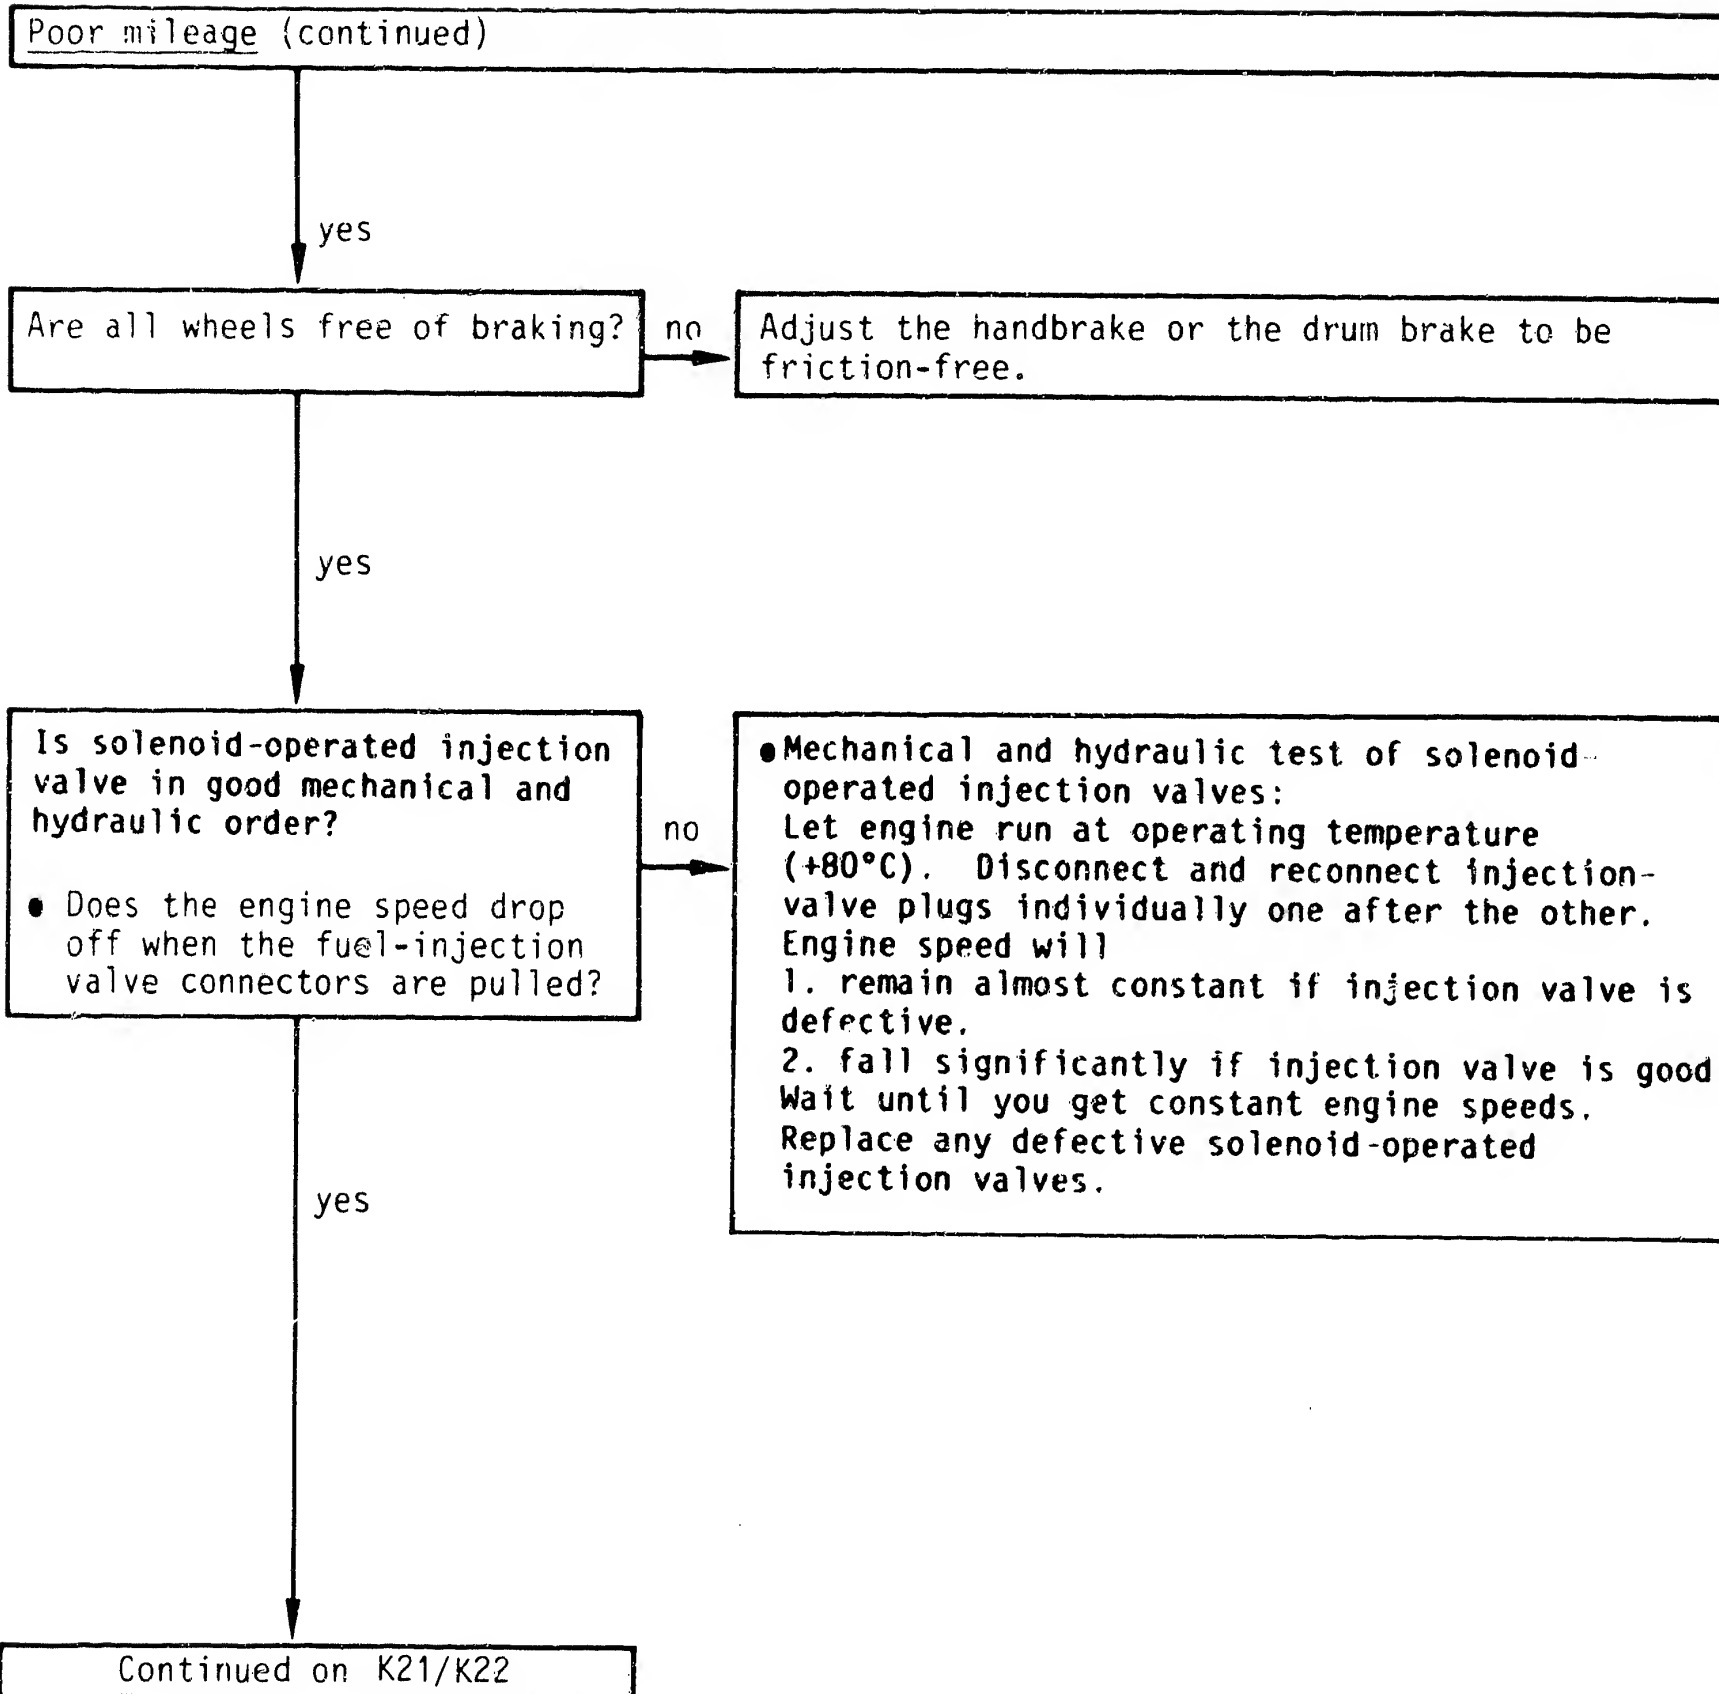 Poor mileage (continued)
yes
Are all wheels free of braking?
no
Adjust the handbrake or the drum brake to be
friction-free.
yes
Is solenoid-operated injection
valve in good mechanical and
hydraulic order?
• Does the engine speed drop
off when the fuel-injection
valve connectors are pulled?
no
• Mechanical and hydraulic test of solenoid-
operated injection valves:
Let engine run at operating temperature
(+80°C). Disconnect and reconnect injection-
valve plugs individually one after the other.
Engine speed will
1. remain almost constant if injection valve is
defective.
2. fall significantly if injection valve is good
Wait until you get constant engine speeds.
Replace any defective solenoid-operated
injection valves.
yes
Continued on K21/K22